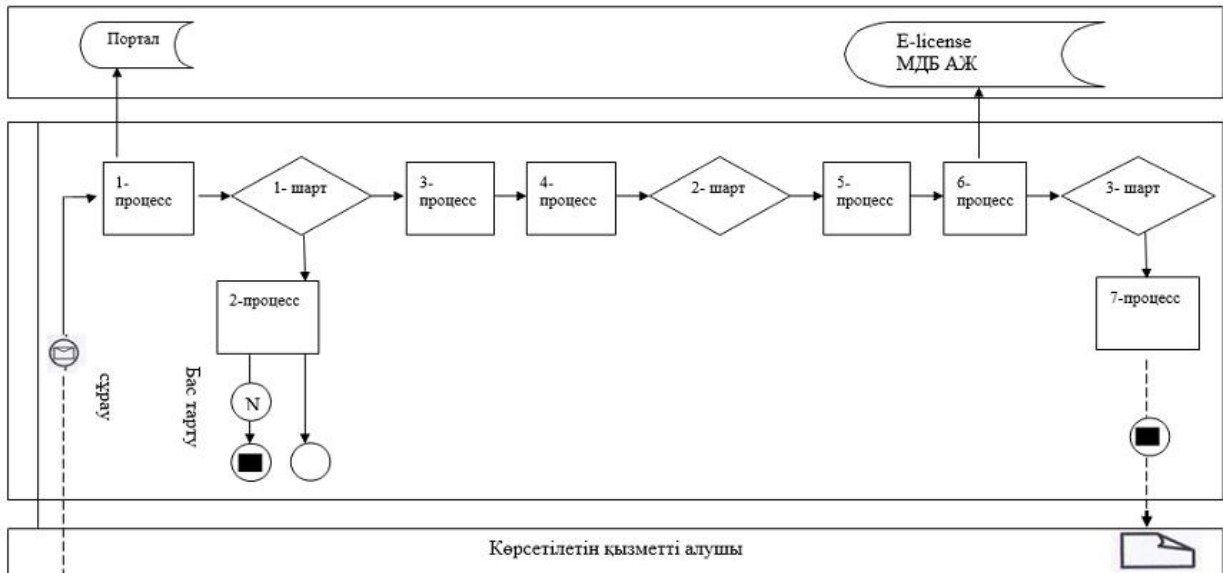 Портал
E-license
МДБ АЖ
1-
процесс
1- шарт
3-
процесс
4-
процесс
2- шарт
5-
процесс
6-
процесс
3- шарт
2-процесс
7-процесс
сұрау
Бас тарту
N
Көрсетілетін қызметті алушы